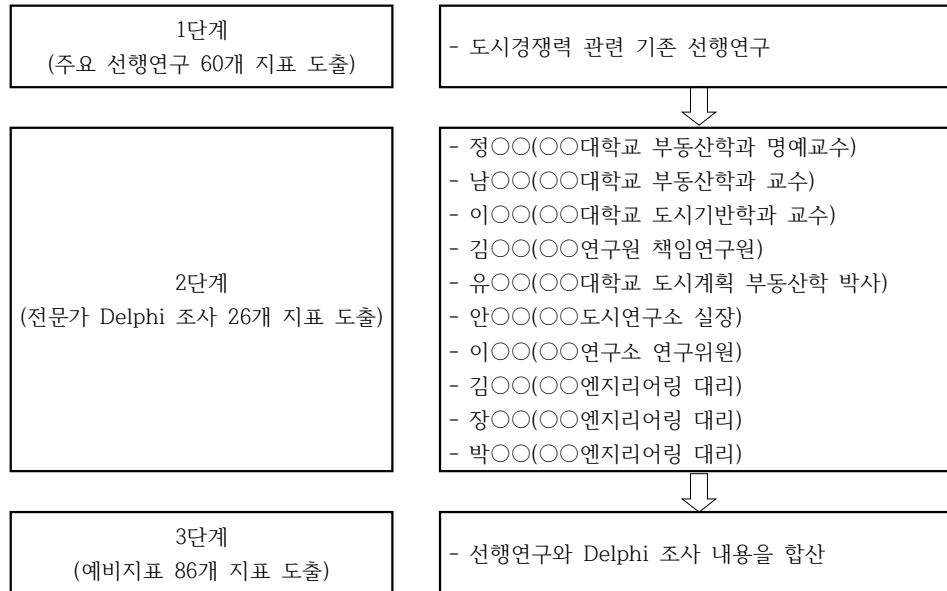 1단계
(주요 선행연구 60개 지표 도출)
- 도시경쟁력 관련 기존 선행연구
2단계
(전문가 Delphi 조사 26개 지표 도출)
- 정○○(○○대학교 부동산학과 명예교수)
- 남○○(○○대학교 부동산학과 교수)
- 이○○(○○대학교 도시기반학과 교수)
- 김○○(○○연구원 책임연구원)
- 유○○(○○대학교 도시계획 부동산학 박사)
- 안○○(○○도시연구소 실장)
- 이○○(○○연구소 연구위원)
- 김○○(○○엔지리어링 대리)
- 장○○(○○엔지리어링 대리)
- 박○○(○○엔지리어링 대리)
3단계
(예비지표 86개 지표 도출)
- 선행연구와 Delphi 조사 내용을 합산